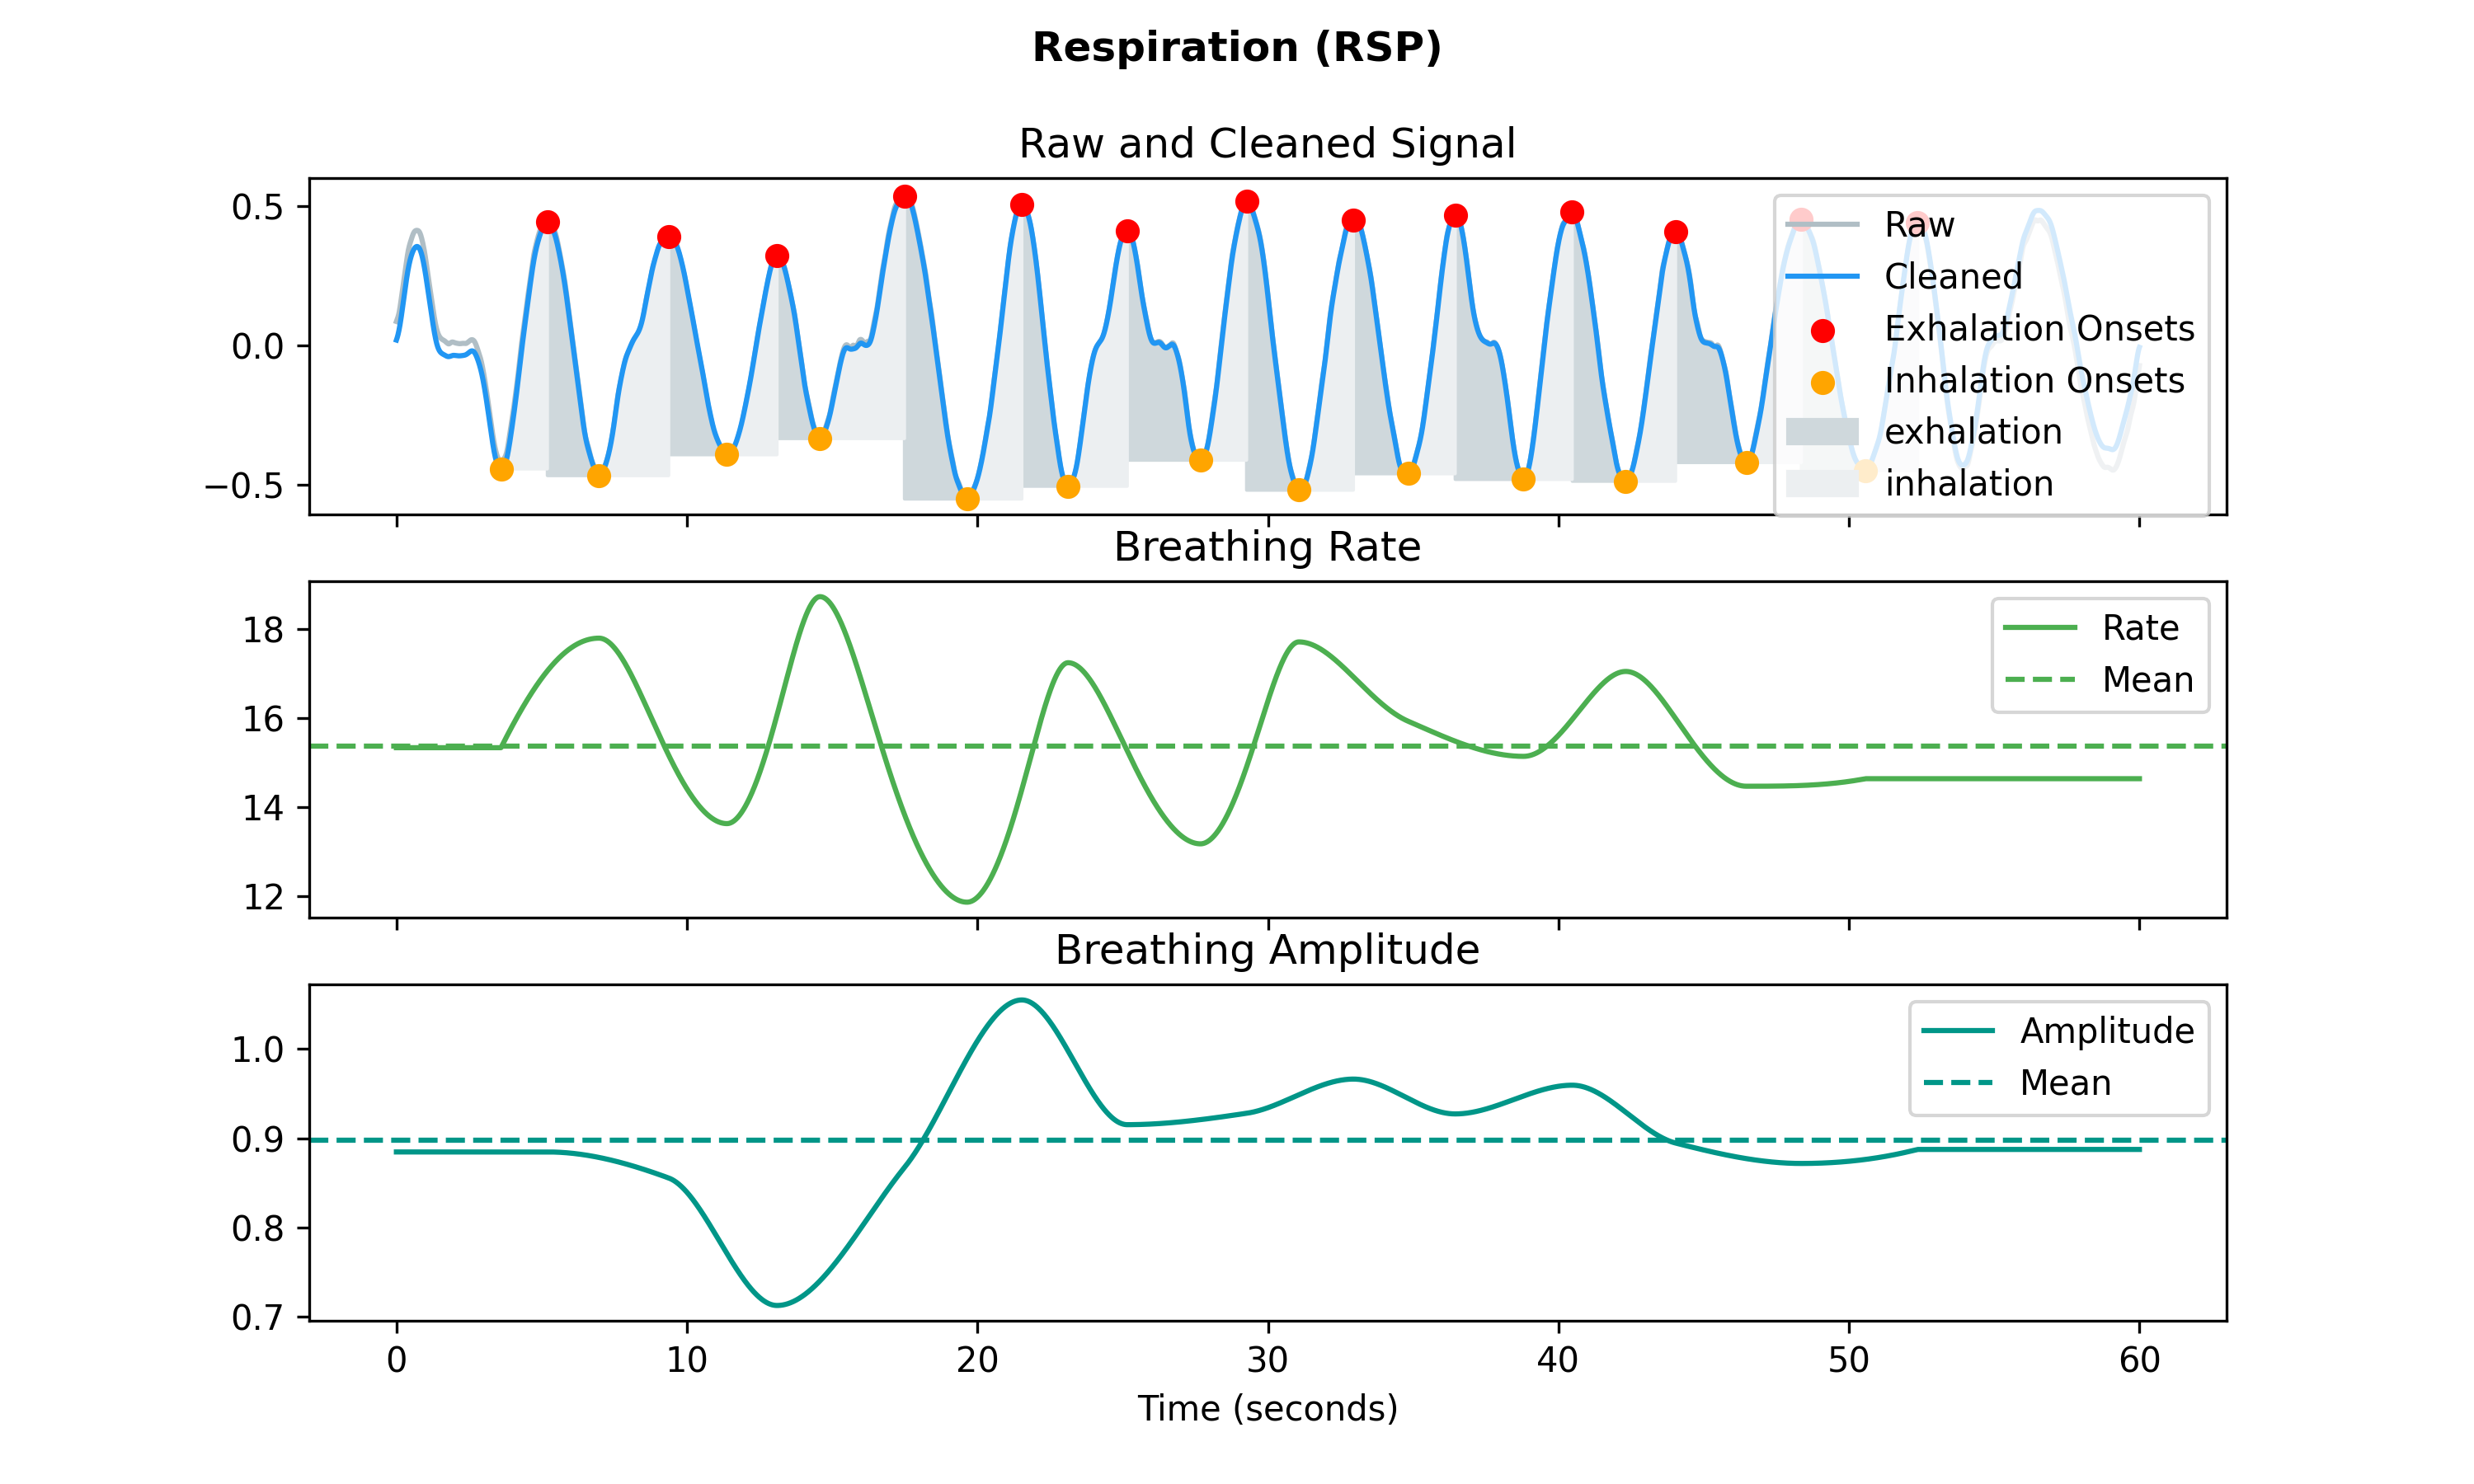 Respiration (RSP)
Raw and Cleaned Signal
0.5
0.0
−0.5
Raw
Cleaned
Exhalation Onsets
Inhalation Onsets
exhalation
inhalation
Breathing Rate
18
16
14
12
Rate
Mean
Breathing Amplitude
1.0
0.9
0.8
0.7
Amplitude
Mean
0 10 20 30 40 50 60
Time (seconds)